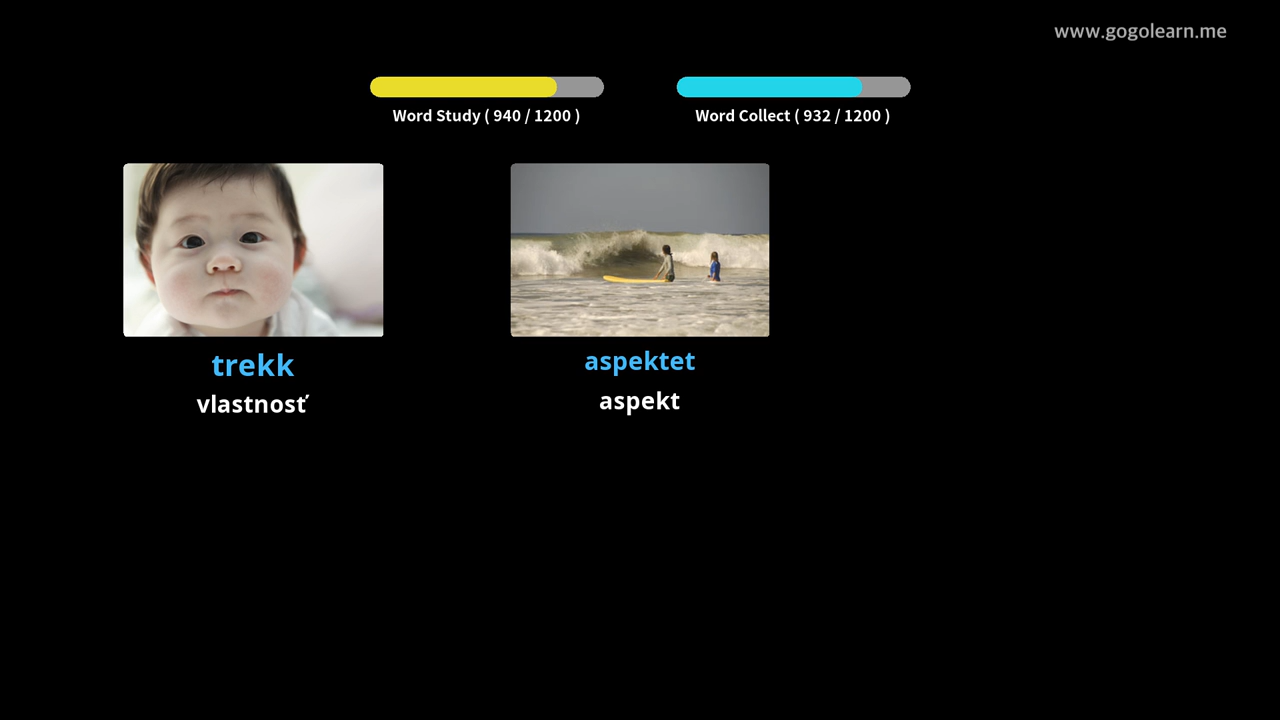 www.gogolearn.me
Word Study ( 940 / 1200 )
Word Collect ( 932 / 1200 )
trekk
vlastnosť
aspektet
aspekt